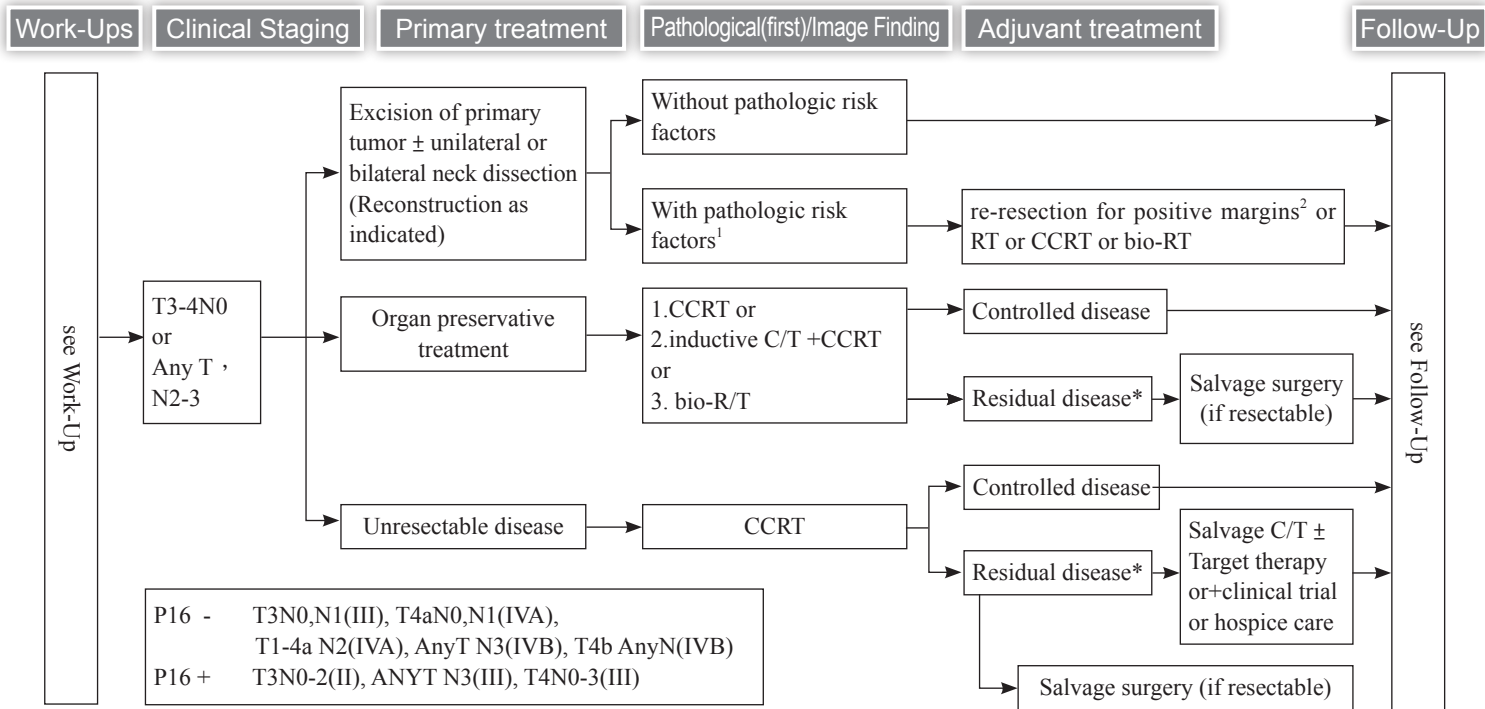 Work-Ups
Clinical Staging
Primary treatment
Pathological(first)/Image Finding
Adjuvant treatment
Follow-Up
see Work-Up
T3-4N0
or
Any T，
N2-3
Excision of primary
tumor ± unilateral or
bilateral neck dissection
(Reconstruction as
indicated)
Without pathologic risk
factors
With pathologic risk
factors1
re-resection for positive margins2 or
RT or CCRT or bio-RT
Organ preservative
treatment
1.CCRT or
2.inductive C/T +CCRT
or
3. bio-R/T
Controlled disease
Residual disease*
Salvage surgery
(if resectable)
Unresectable disease
CCRT
Controlled disease
Residual disease*
Salvage C/T ±
Target therapy
or+clinical trial
or hospice care
Salvage surgery (if resectable)
see Follow-Up
P16 - T3N0,N1(III), T4aN0,N1(IVA),
T1-4a N2(IVA), AnyT N3(IVB), T4b AnyN(IVB)
P16 + T3N0-2(II), ANYT N3(III), T4N0-3(III)